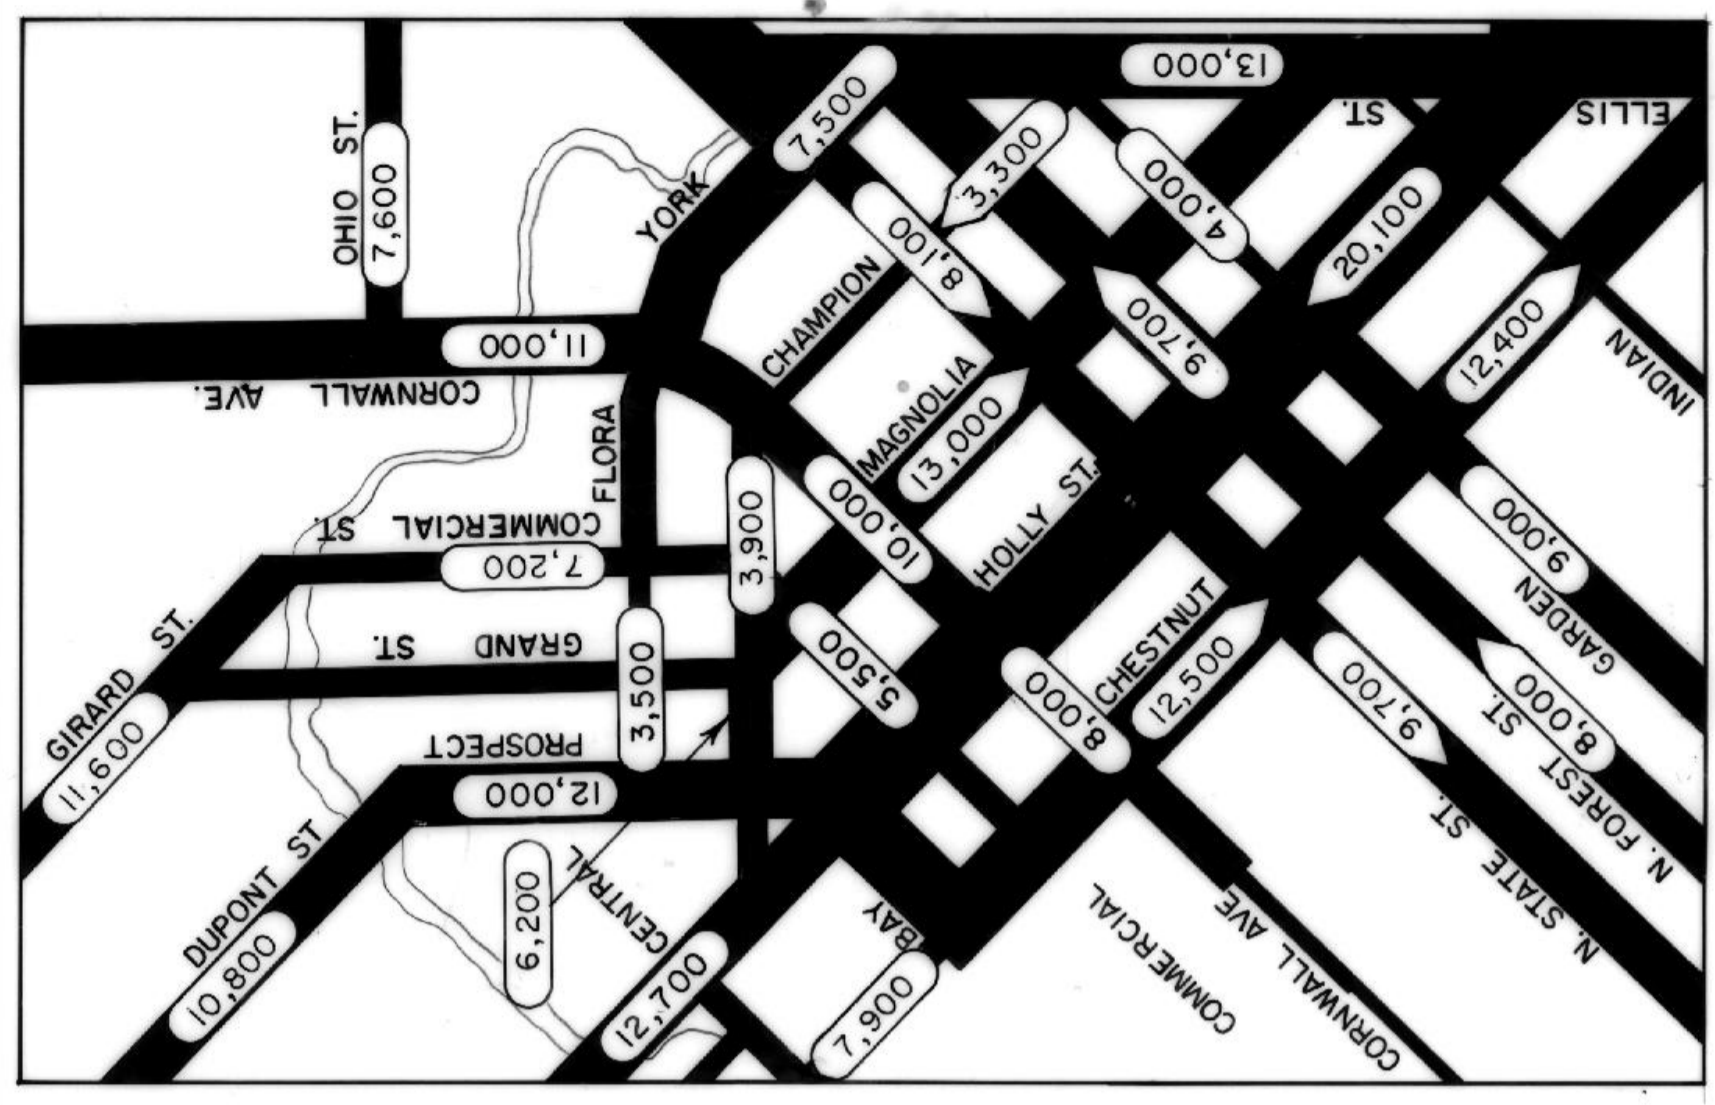 13,000
ELLIS ST.
7,500
3,300
4,000
OHIO ST.
7,600
YORK
8,100
20,100
CHAMPION
9,700
12,400
INDIAN
11,000
CORNWALL AVE.
MAGNOLIA
13,000
FLORA
3,900
10,000
HOLLY ST.
9,000
GARDEN ST.
COMMERCIAL ST.
7,200
CHESTNUT
12,500
GIRARD ST.
11,600
GRAND ST.
3,500
5,500
8,000
9,700
8,000
N. FOREST
PROSPECT
12,000
N. STATE ST.
DUPONT ST
10,800
6,200
CENTRAL
12,700
BAY
7,900
COMMERCIAL
CORNWALL AVE